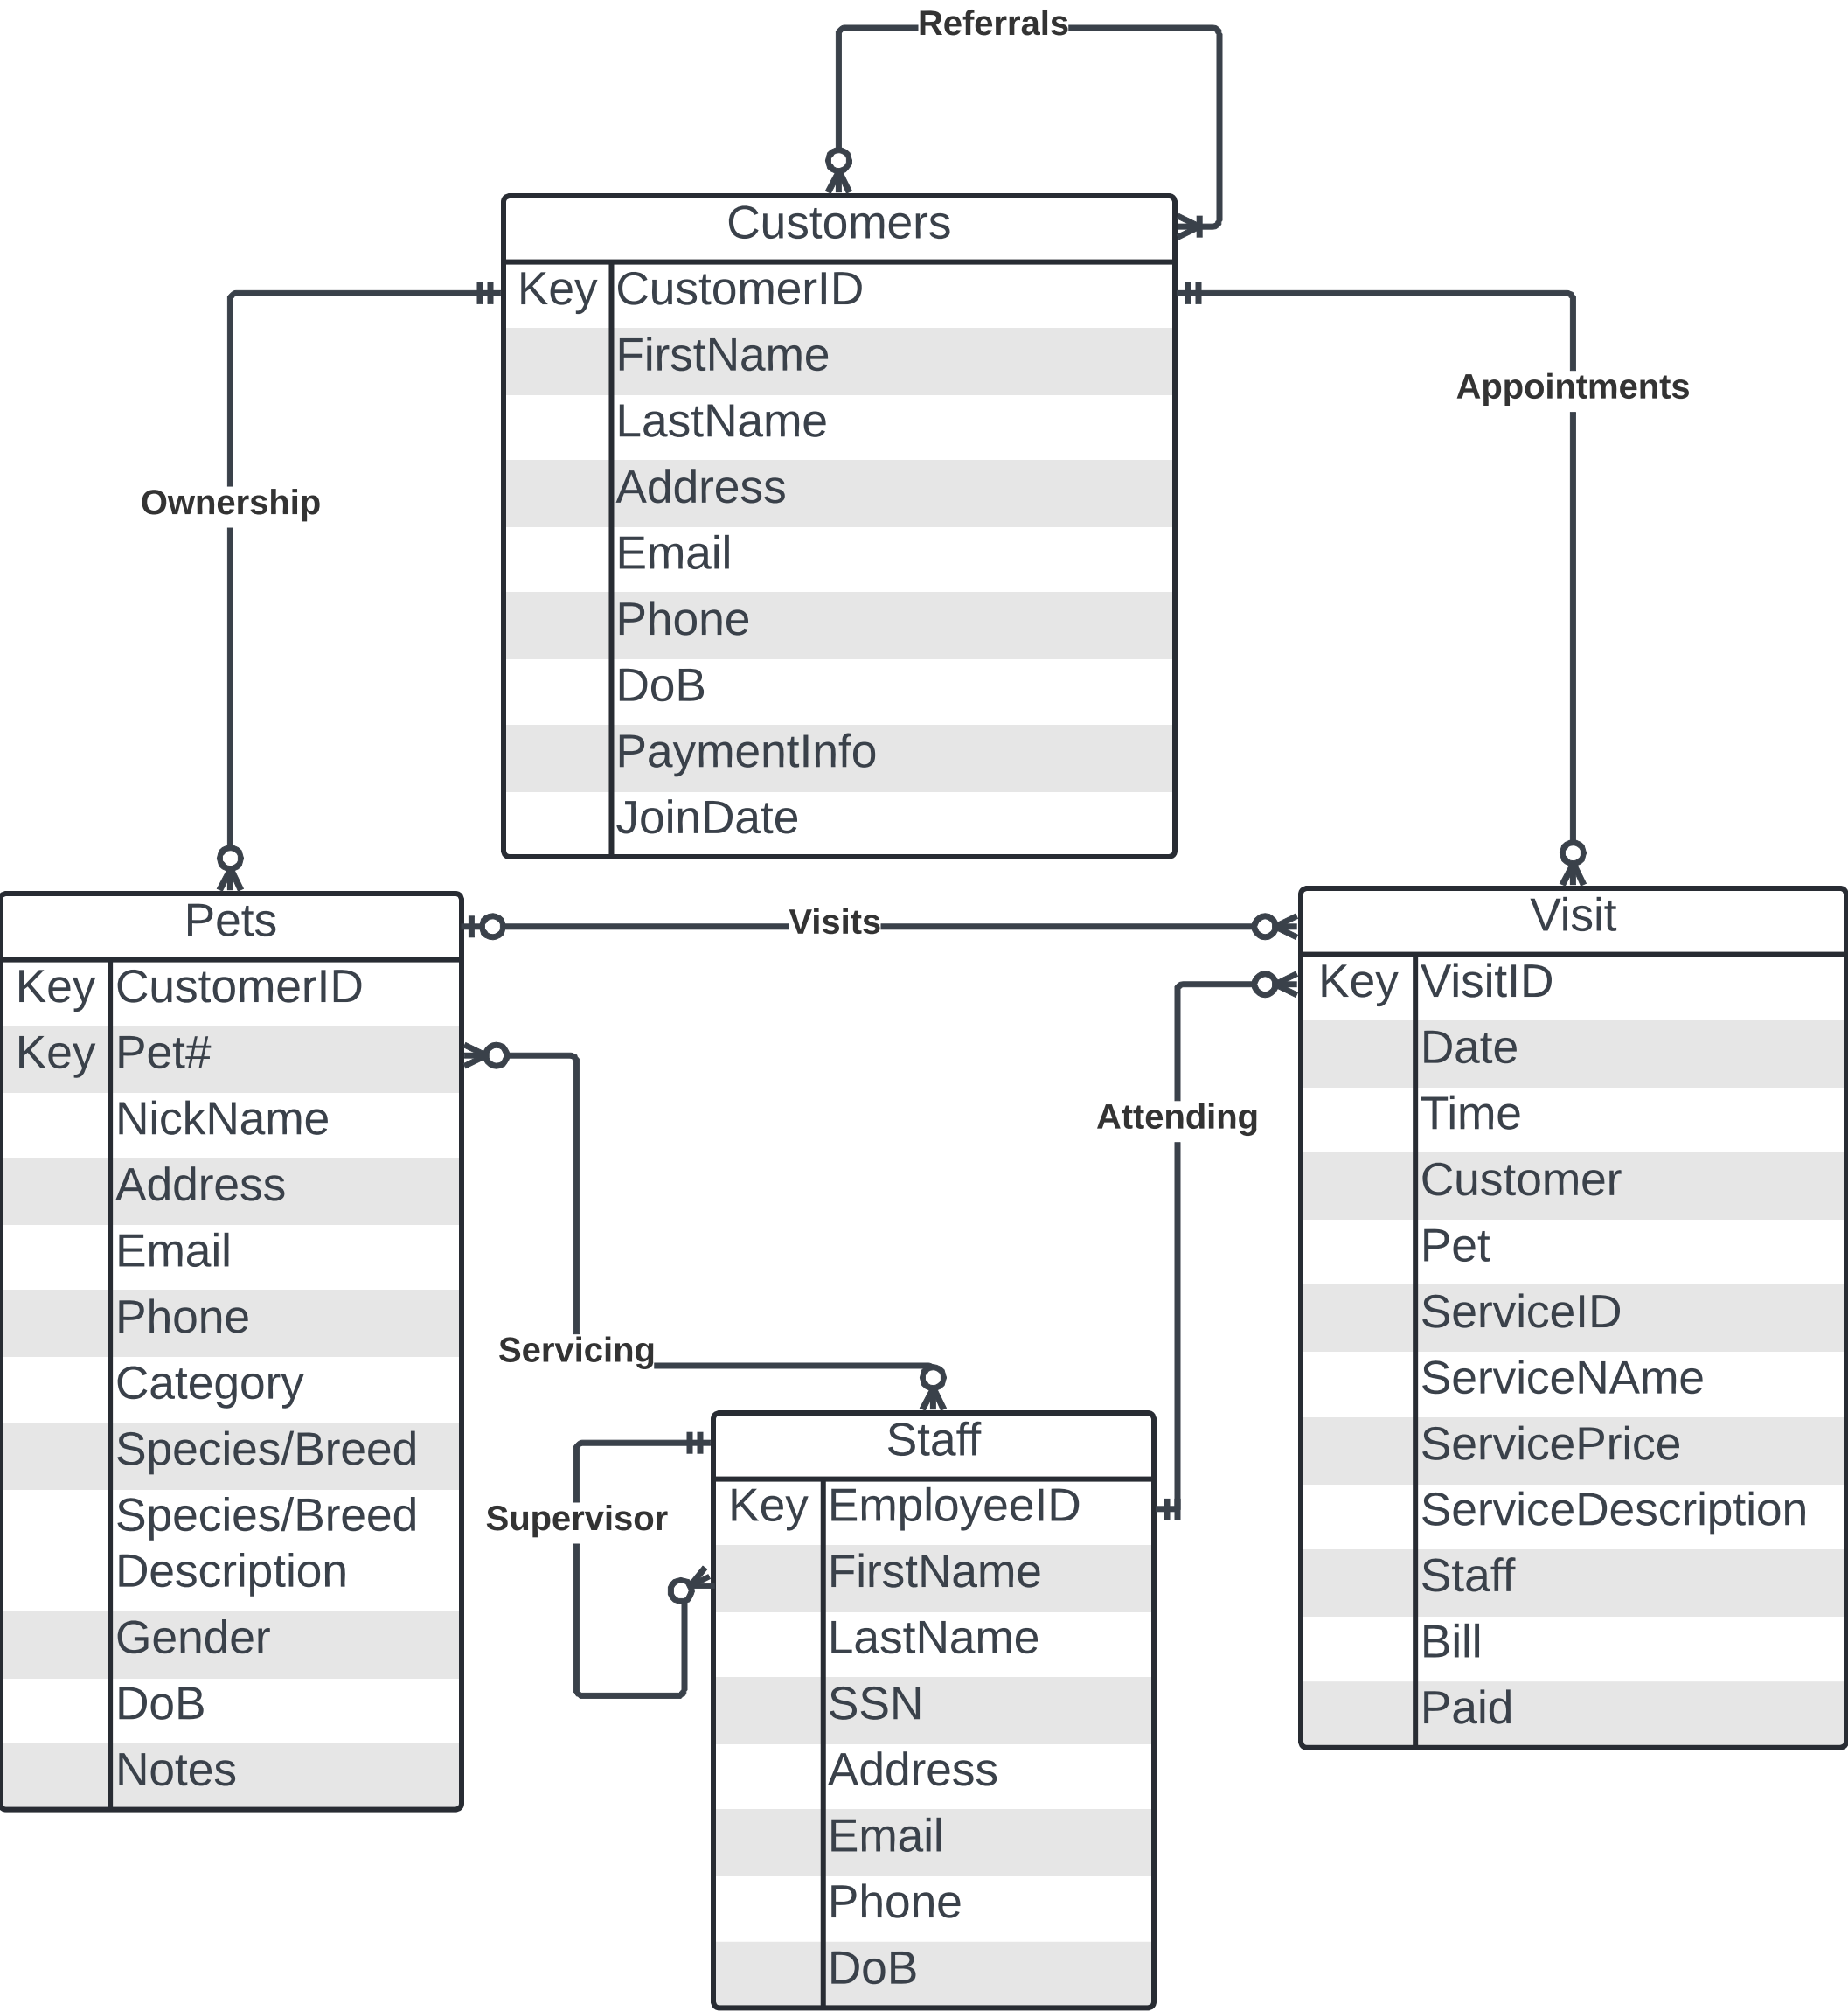 Referrals
Customers
Key CustomerID
FirstName
LastName
Address
Email
Phone
DoB
PaymentInfo
JoinDate
Ownership
Appointments
Visits
Pets
Key CustomerID
Key Pet#
NickName
Address
Email
Phone
Category
Species/Breed
Species/Breed
Description
Gender
DoB
Notes
Visit
Key VisitID
Date
Time
Customer
Pet
ServiceID
ServiceNAme
ServicePrice
ServiceDescription
Staff
Bill
Paid
Attending
Servicing
Supervisor
Staff
Key EmployeeID
FirstName
LastName
SSN
Address
Email
Phone
DoB